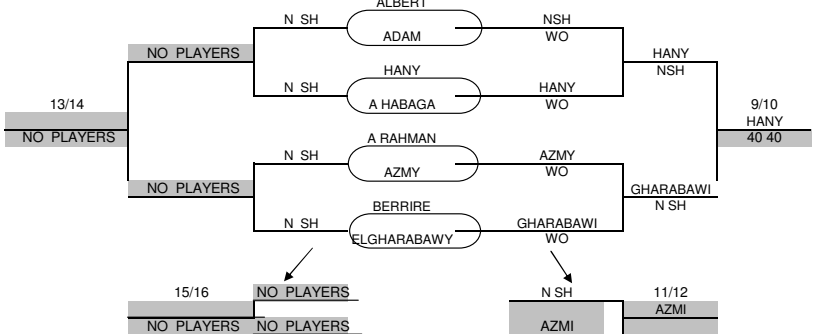 ALBERT
N SH NSH
ADAM WO
NO PLAYERS HANY
HANY NSH
N SH HANY
13/14 A HABAGA WO 9/10
HANY
NO PLAYERS A RAHMAN 40 40
N SH AZMY
AZMY WO
NO PLAYERS GHARABAWI
BERRIRE N SH
N SH GHARABAWI
ELGHARABAWY WO
15/16 NO PLAYERS N SH 11/12
AZMI
NO PLAYERS NO PLAYERS AZMI